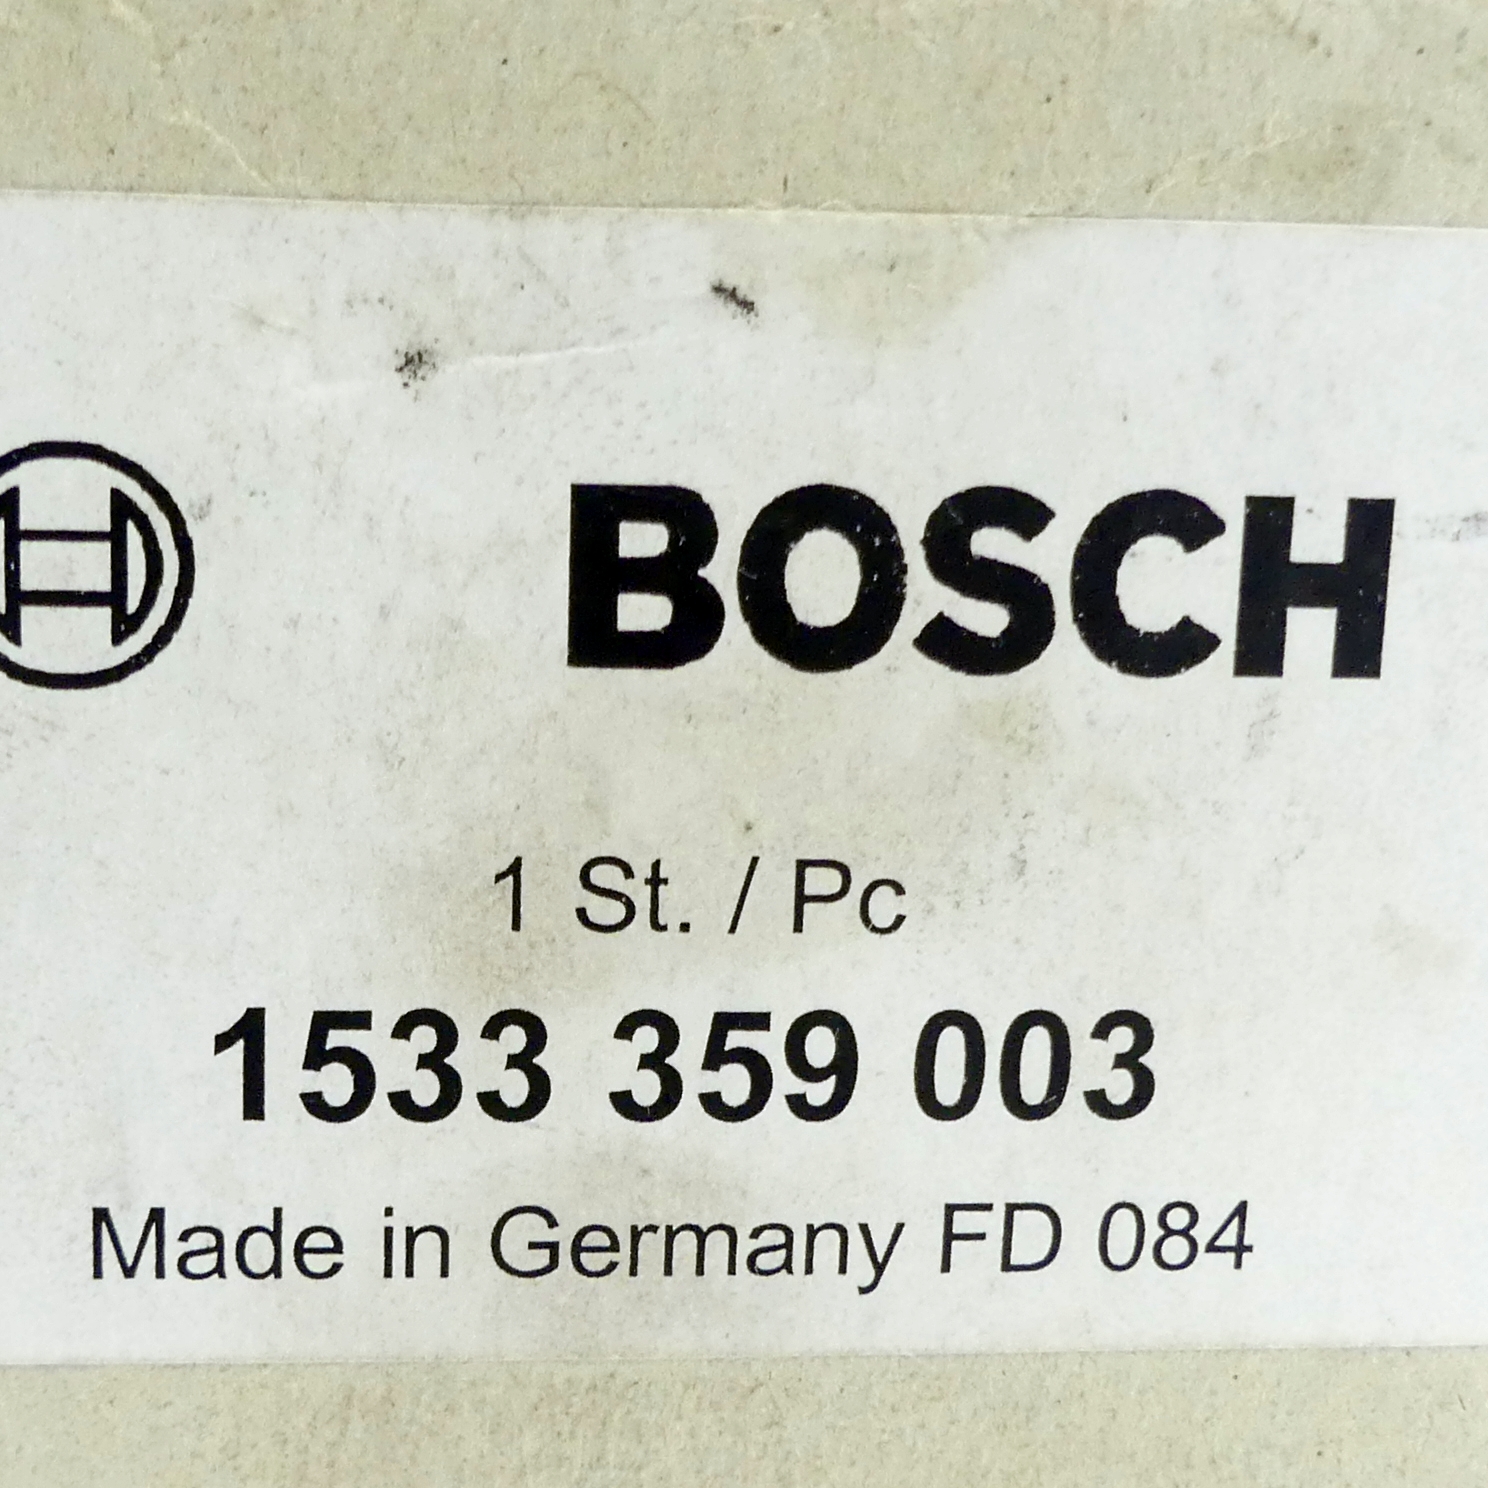 BOSCH
1 St. / Pc
1533 359 003
Made in Germany FD 084